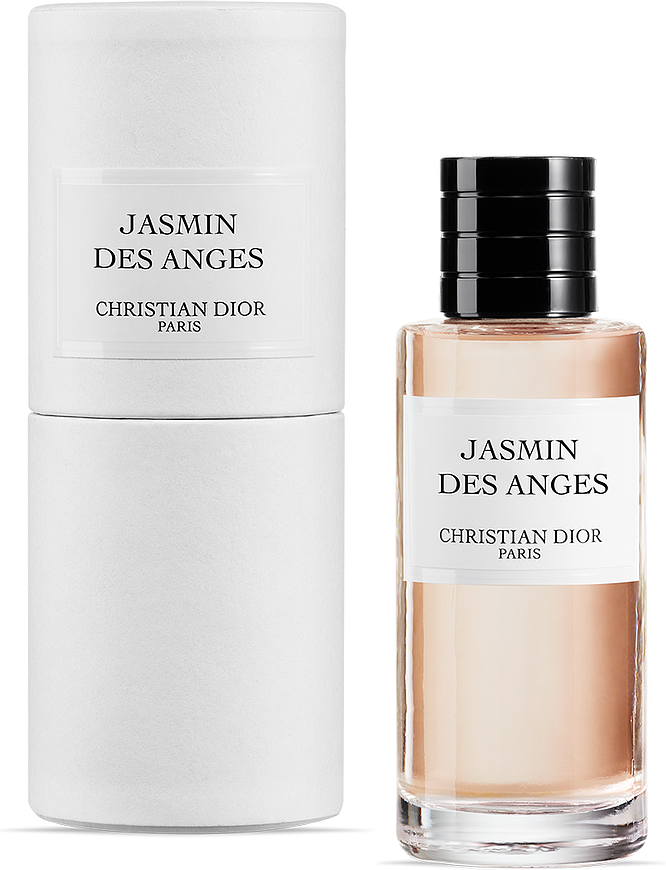 JASMIN
DES ANGES
CHRISTIAN DIOR
PARIS
JASMIN
DES ANGES
CHRISTIAN DIOR
PARIS